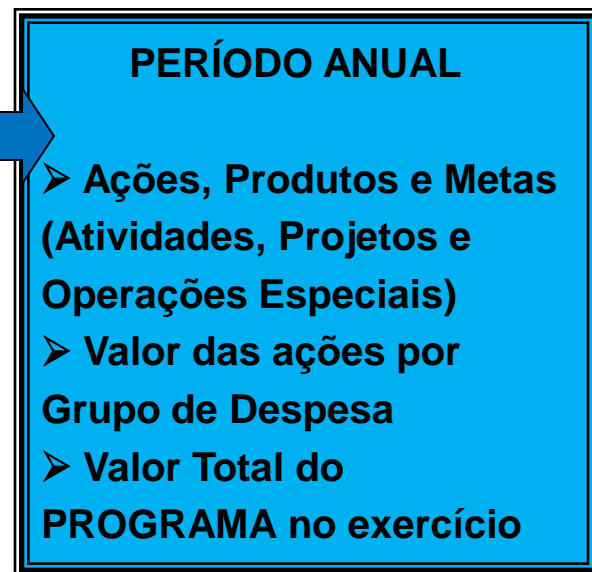 PERÍODO ANUAL
➢ Ações, Produtos e Metas
(Atividades, Projetos e
Operações Especiais)
➢ Valor das ações por
Grupo de Despesa
➢ Valor Total do
PROGRAMA no exercício